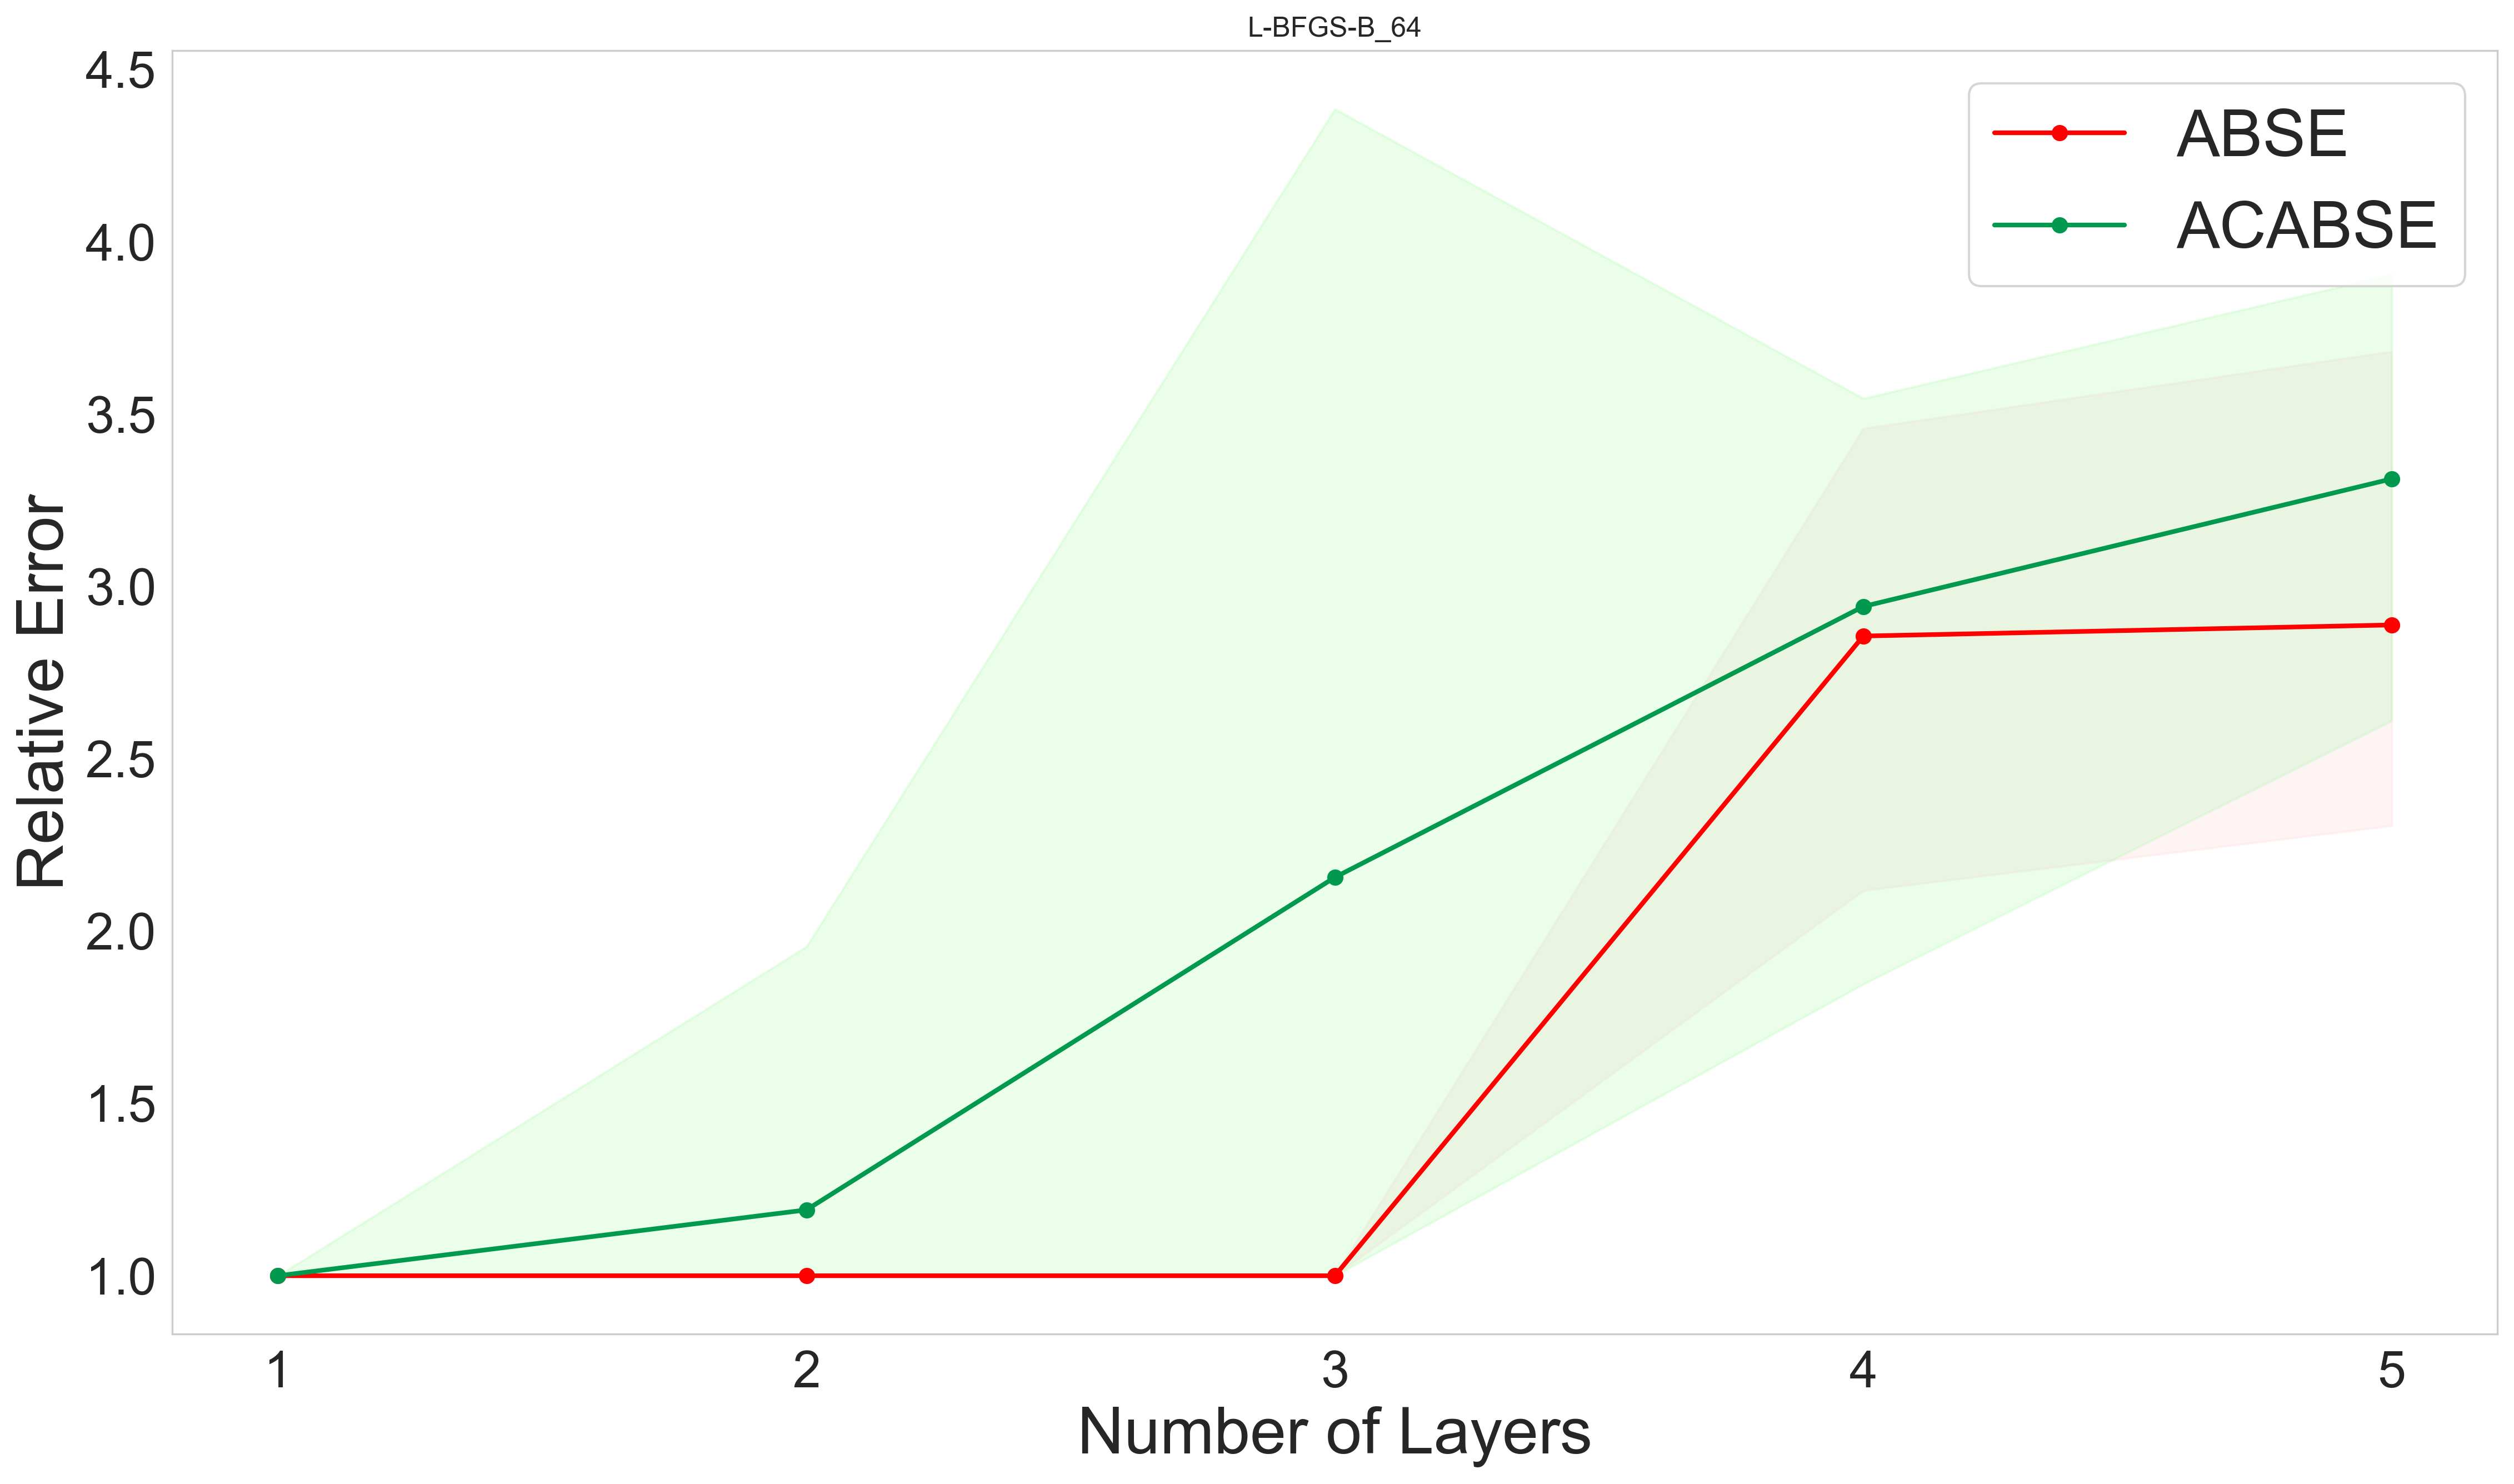 L-BFGS-B_64
4.5
4.0
3.5
3.0
2.5
2.0
1.5
1.0
Relative Error
ABSE
ACABSE
1 2 3 4 5
Number of Layers